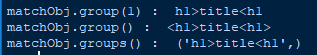 matchObj.group(1) :  h1>title<h1
matchObj.group() :  <h1>title<h1>
matchObj.groups() :  ('h1>title<h1',)